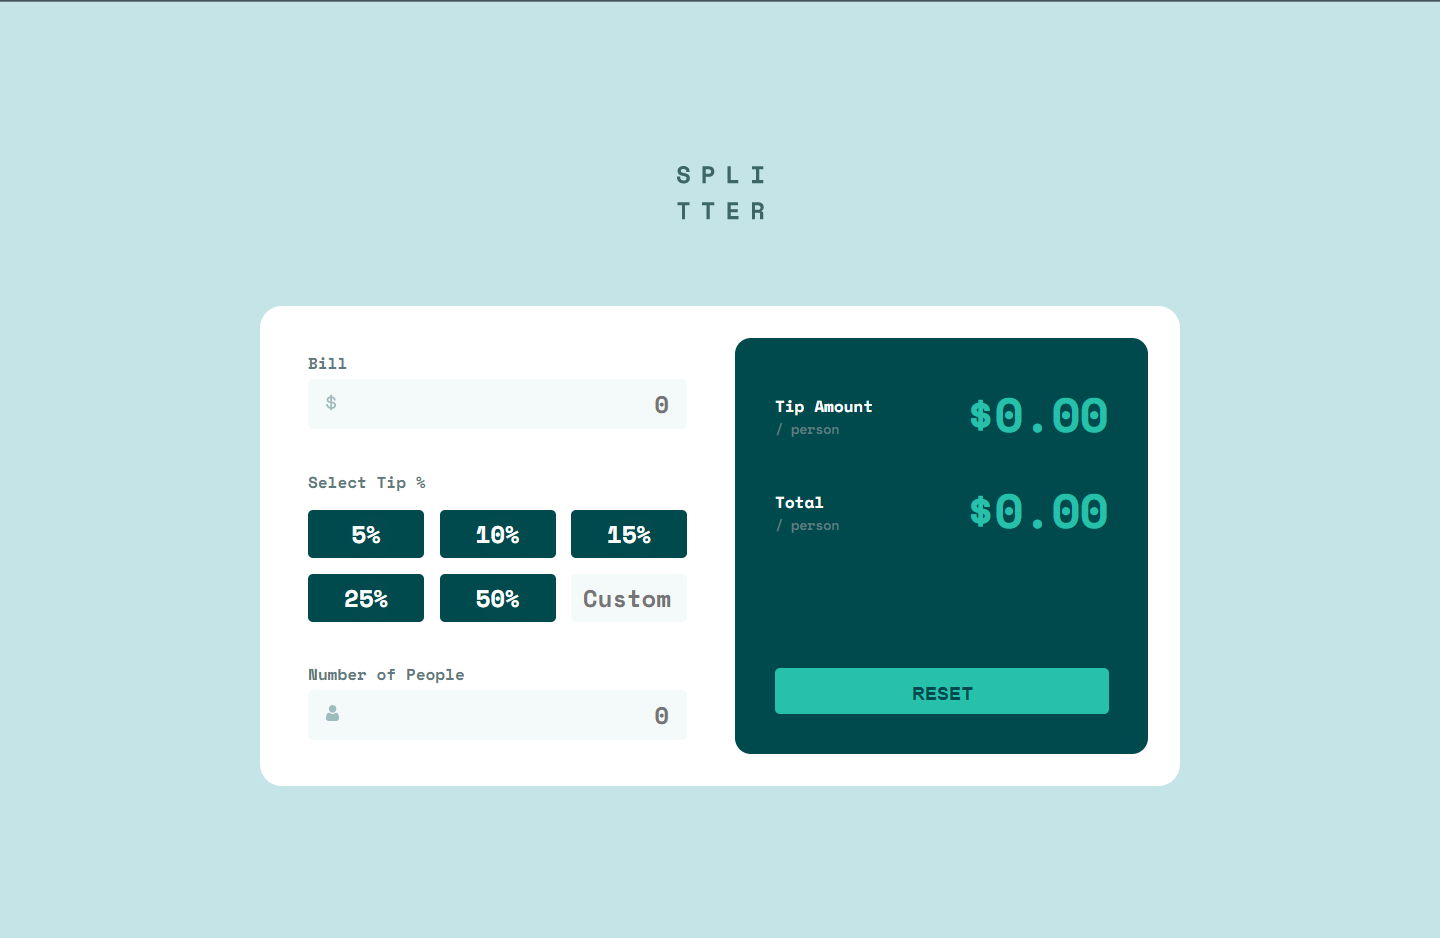 SPLI
TTER
Bill
$ 0
Select Tip %
5% 10% 15%
25% 50% Custom
Number of People
0
Tip Amount $0.00
/ person
Total $0.00
/ person
RESET